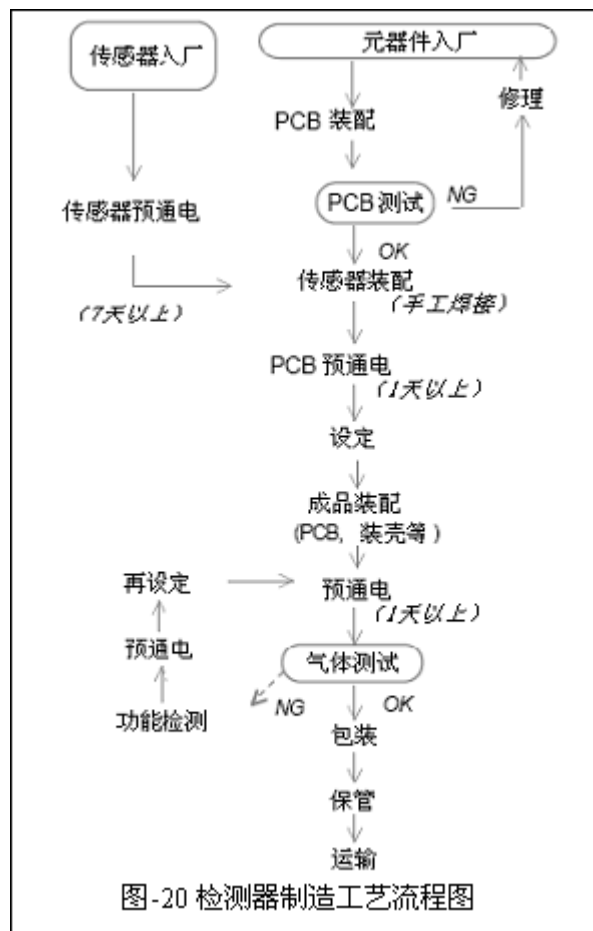 传感器入厂
元器件入厂
修理
PCB 装配
PCB 测试
NG
传感器预通电
OK
传感器装配
(手工焊接)
(7天以上)
PCB 预通电
(1天以上)
设定
成品装配
(PCB, 装壳等)
再设定
预通电
(1天以上)
预通电
气体测试
NG
OK
功能检测
包装
保管
运输
图-20 检测器制造工艺流程图